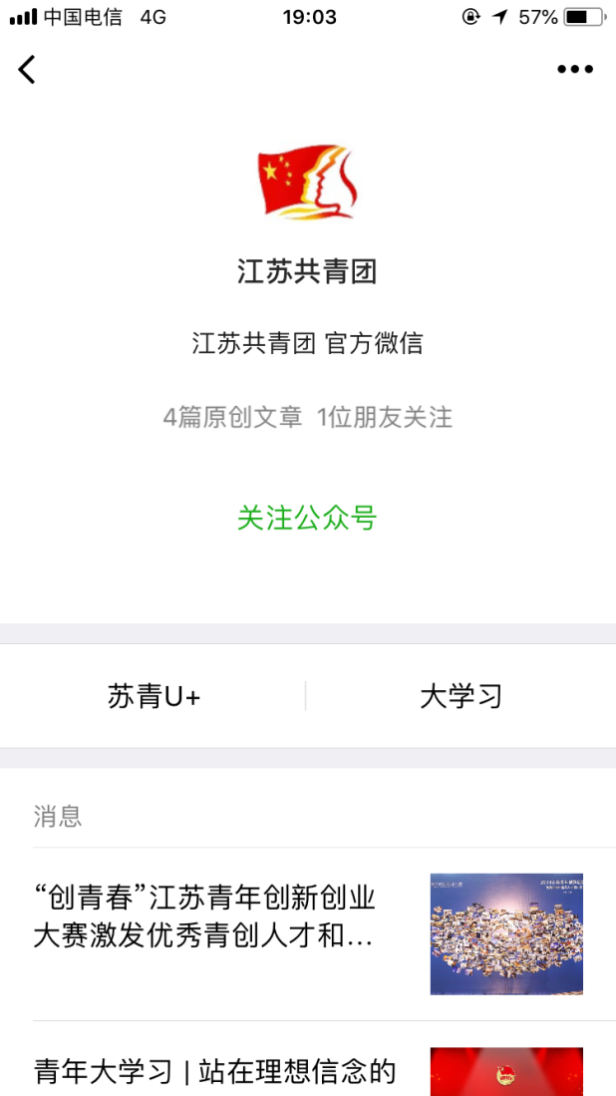 中国电信 4G 19:03 57%
江苏共青团
江苏共青团 官方微信
4篇原创文章 1位朋友关注
关注公众号
苏青U+ 大学习
消息
“创青春”江苏青年创新创业
大赛激发优秀青创人才和...
青年大学习 | 站在理想信念的